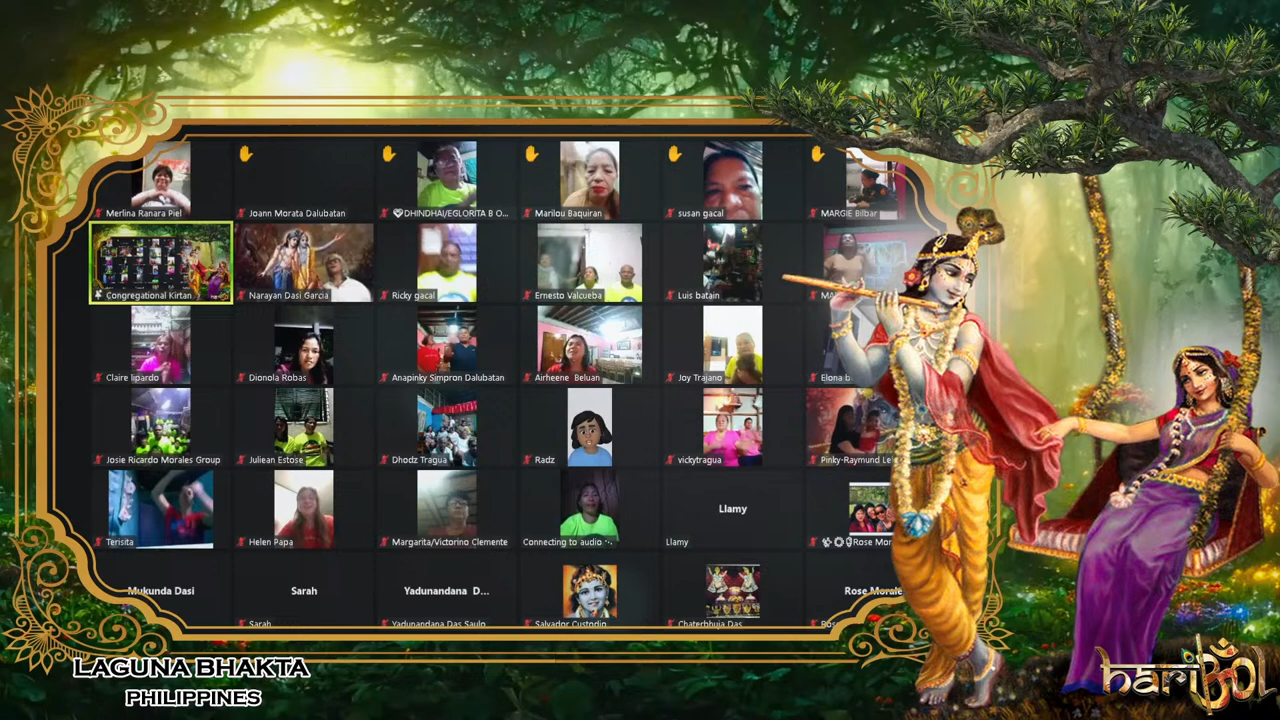 Merlina Ranara Piel
Joann Morata Dalubatan
DHINDHAI/EGLORITA B O...
Marilou Baquiran
susan gacal
MARGIE Bilbar
Congregational Kirtan
Narayan Dasi Garcia
Ricky gacal
Ernesto Valcueba
Luis batain
Claire lipardo
Dionola Robas
Anapinky Simpron Dalubatan
Airheene Beluan
Joy Trajano
Elona b
Josie Ricardo Morales Group
Juliean Estose
Dhodz Tragua
Radz
vickytragua
Pinky-Raymund Le
Terisita
Helen Papa
Margarita/Victorino Clemente
Connecting to audio ...
Llamy
Llamy
Rose Mor
Mukunda Dasi
Sarah
Yadunandana D...
Rose Morale
Sarah
Yadunandana Das Saulo
Salvador Custodio
Chaterbhuja Das
Ros
LAGUNA BHAKTA
PHILIPPINES
haribol